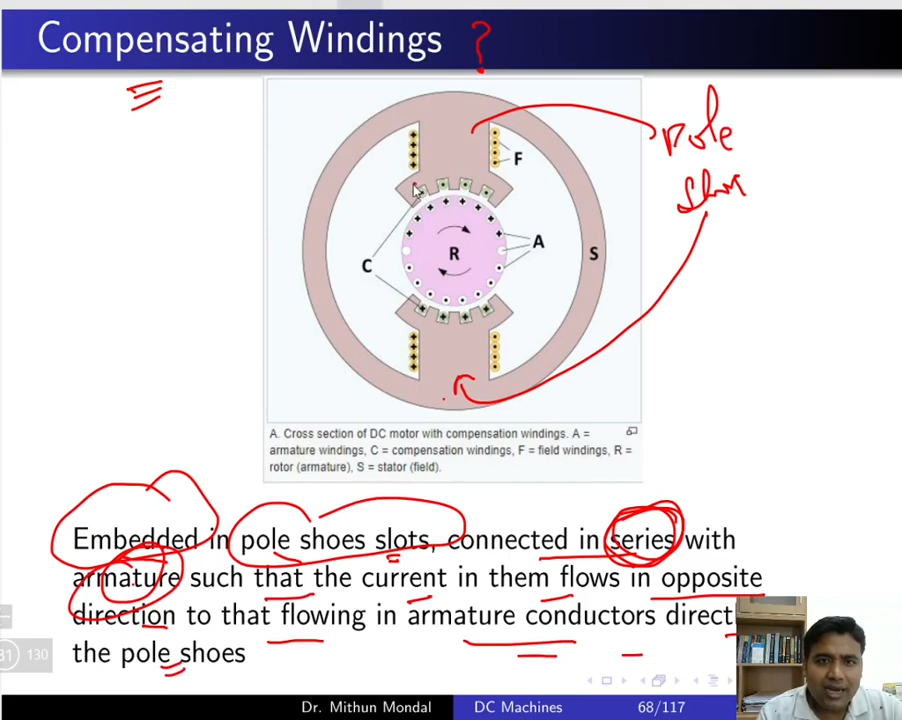 Compensating Windings ?
F
Pole
A
R
S
C
A. Cross section of DC motor with compensation windings. A =
armature windings, C = compensation windings, F = field windings, R =
rotor (armature), S = stator (field).
Embedded in pole shoes slots, connected in series with
armature such that the current in them flows in opposite
direction to that flowing in armature conductors direct
the pole shoes
31 130
Dr. Mithun Mondal DC Machines 68/117